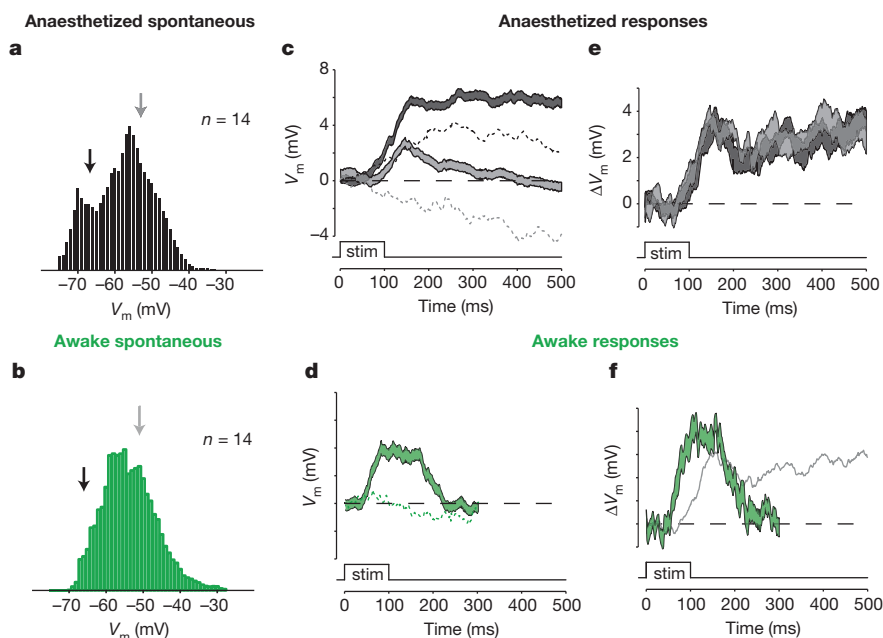 Anaesthetized spontaneous
Anaesthetized responses
a
n = 14
−70 −60 −50 −40 −30
Vm (mV)
c
8
4
0
−4
Vm (mV)
stim
0 100 200 300 400 500
Time (ms)
e
4
2
0
ΔVm (mV)
stim
0 100 200 300 400 500
Time (ms)
Awake spontaneous
Awake responses
b
n = 14
−70 −60 −50 −40 −30
Vm (mV)
d
Vm (mV)
stim
0 100 200 300 400 500
Time (ms)
f
ΔVm (mV)
stim
0 100 200 300 400 500
Time (ms)